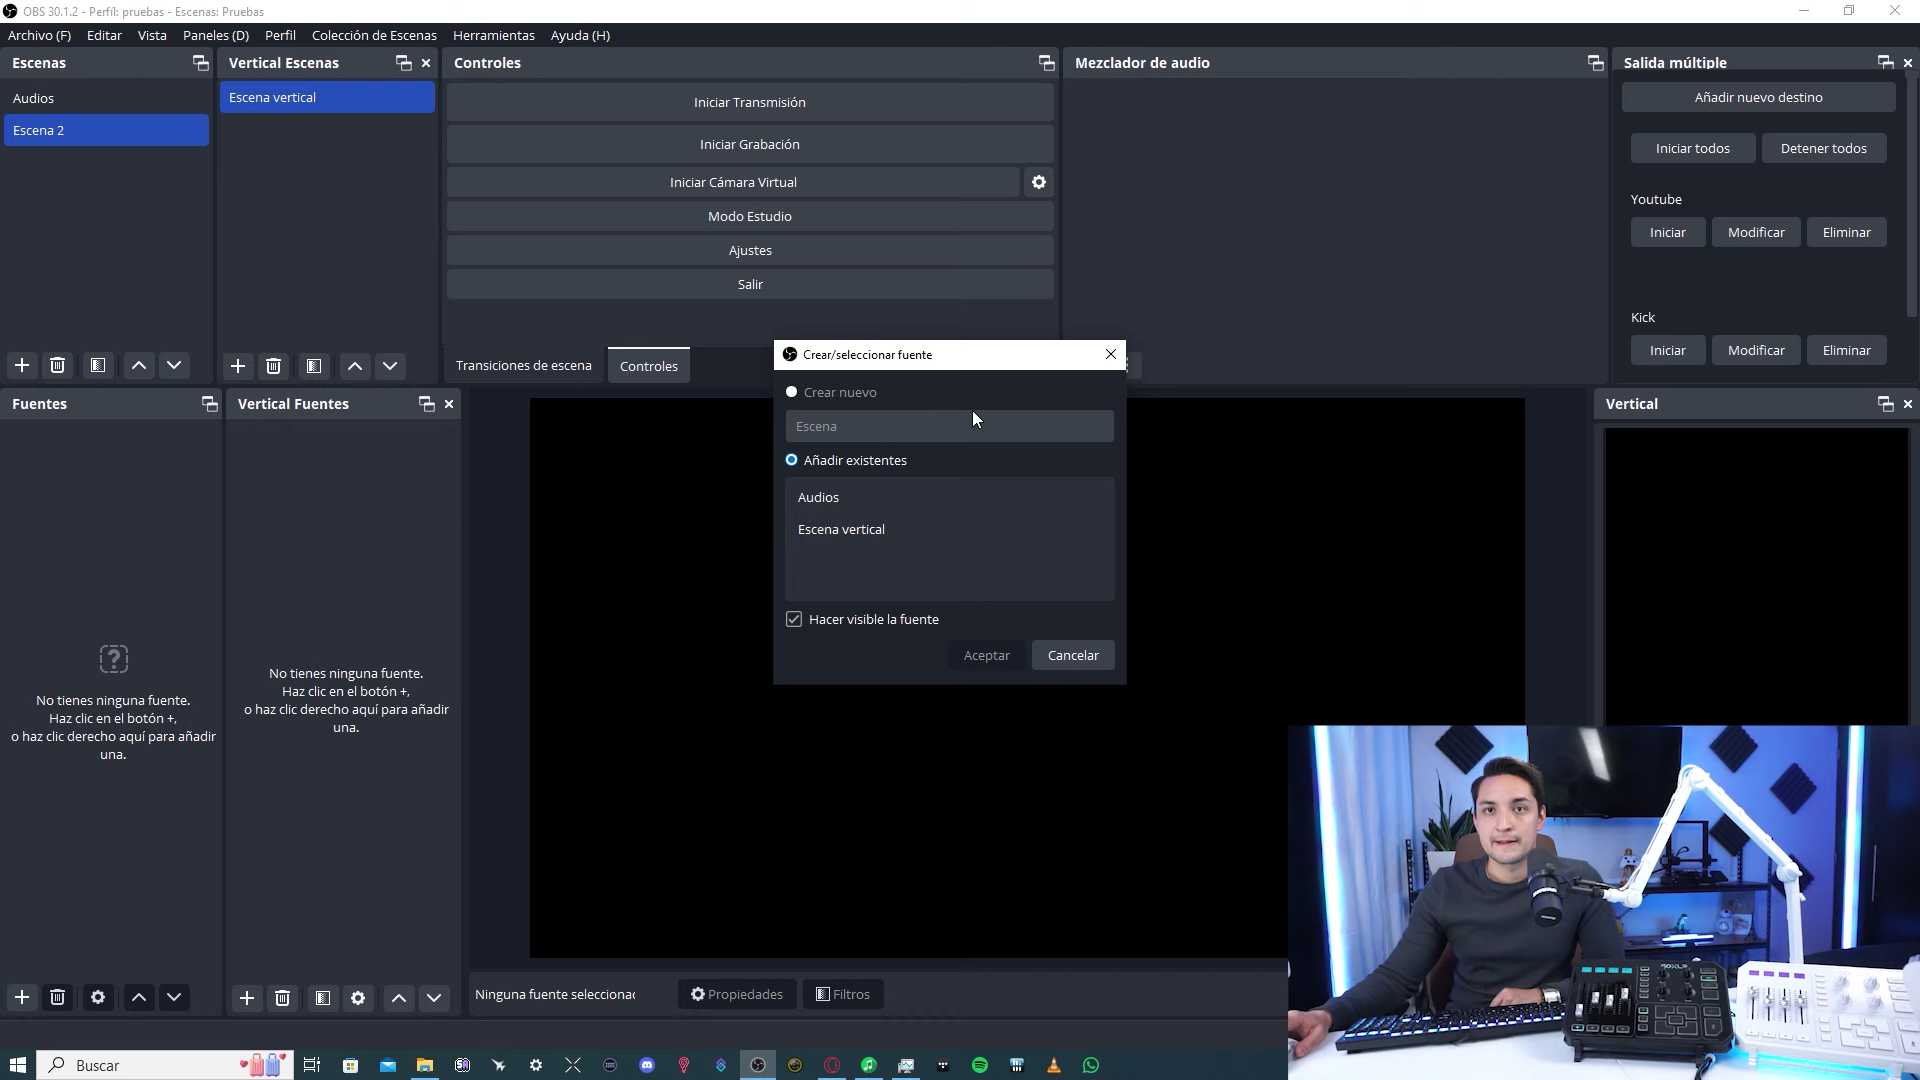 OBS 30.1.2 - Perfil: pruebas - Escenas: Pruebas
Archivo (F) Editar Vista Paneles (D) Perfil Colección de Escenas Herramientas Ayuda (H)
Escenas
Audios
Escena 2
Vertical Escenas
Escena vertical
Controles
Iniciar Transmisión
Iniciar Grabación
Iniciar Cámara Virtual
Modo Estudio
Ajustes
Salir
Transiciones de escena
Controles
Mezclador de audio
Salida múltiple
Añadir nuevo destino
Iniciar todos
Detener todos
Youtube
Iniciar
Modificar
Eliminar
Kick
Iniciar
Modificar
Eliminar
Crear/seleccionar fuente
Crear nuevo
Escena
Añadir existentes
Audios
Escena vertical
Hacer visible la fuente
Aceptar
Cancelar
Fuentes
No tienes ninguna fuente.
Haz clic en el botón +,
o haz clic derecho aquí para añadir
una.
Vertical Fuentes
No tienes ninguna fuente.
Haz clic en el botón +,
o haz clic derecho aquí para añadir
una.
Vertical
Ninguna fuente seleccionac
Propiedades
Filtros
Buscar